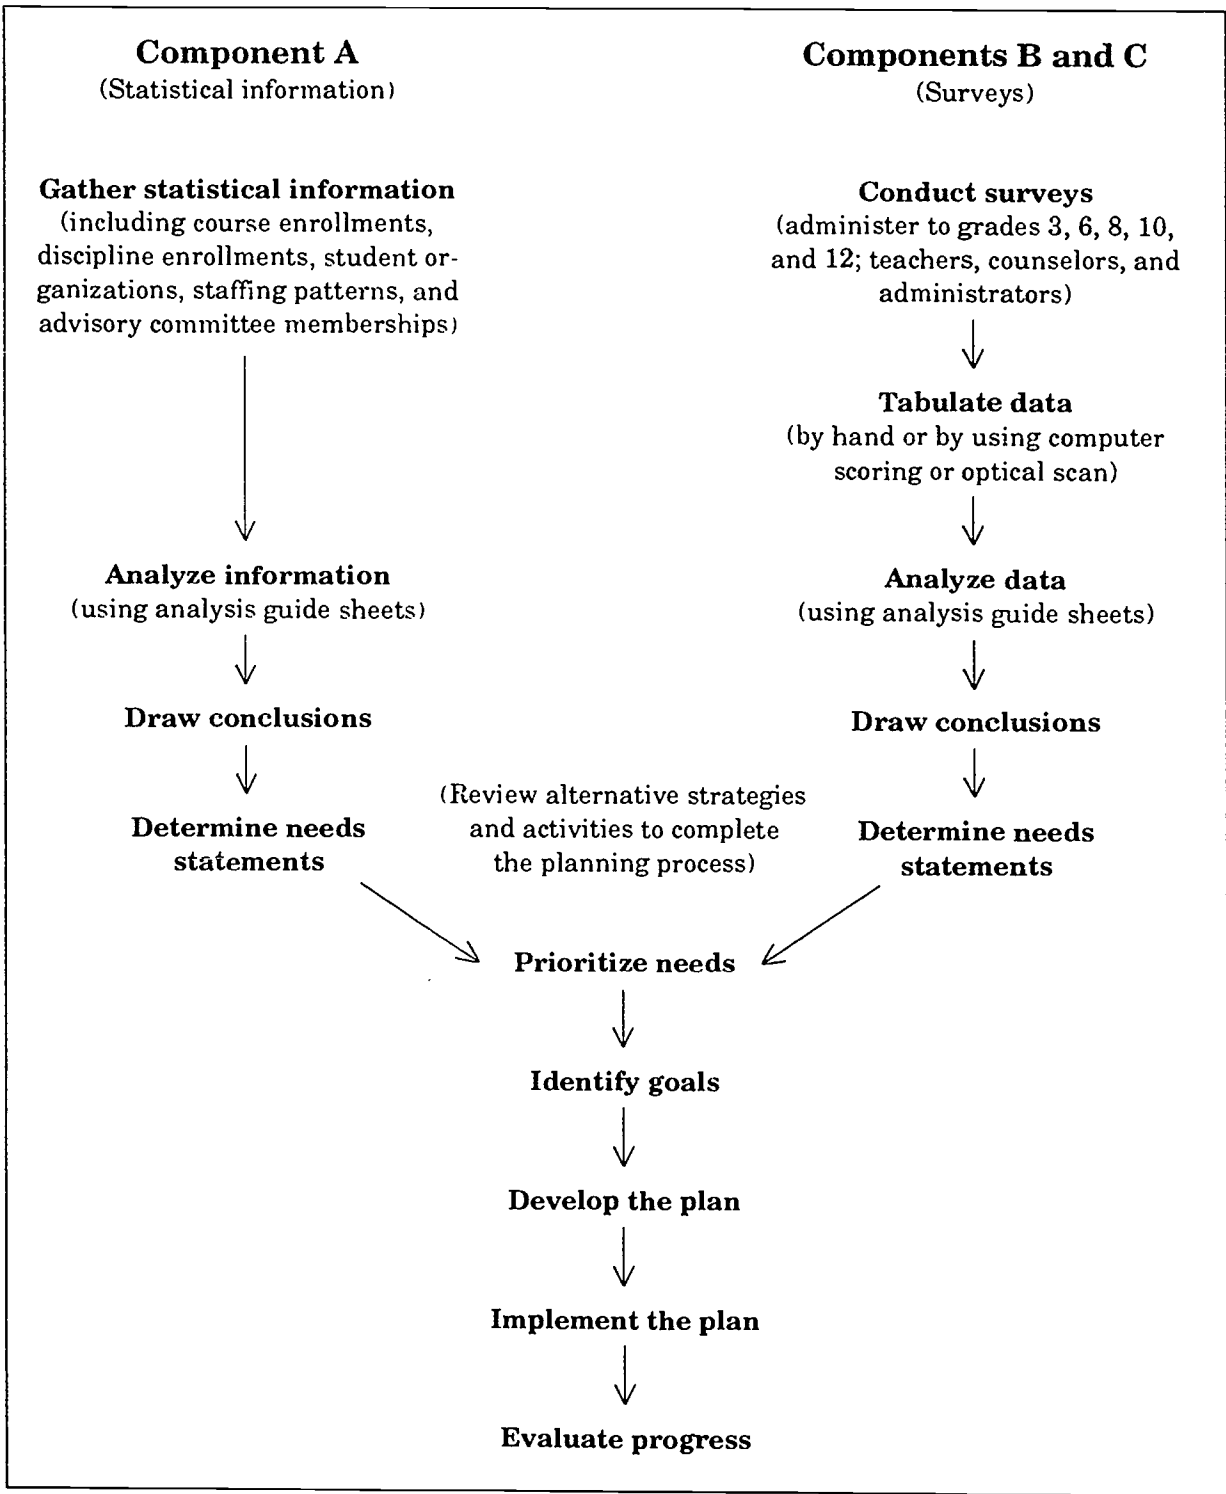 Component A
(Statistical information)
Gather statistical information
(including course enrollments,
discipline enrollments, student or-
ganizations, staffing patterns, and
advisory committee memberships)
Analyze information
(using analysis guide sheets)
Draw conclusions
Determine needs
statements
Components B and C
(Surveys)
Conduct surveys
(administer to grades 3, 6, 8, 10,
and 12; teachers, counselors, and
administrators)
Tabulate data
(by hand or by using computer
scoring or optical scan)
Analyze data
(using analysis guide sheets)
Draw conclusions
Determine needs
statements
(Review alternative strategies
and activities to complete
the planning process)
Prioritize needs
Identify goals
Develop the plan
Implement the plan
Evaluate progress